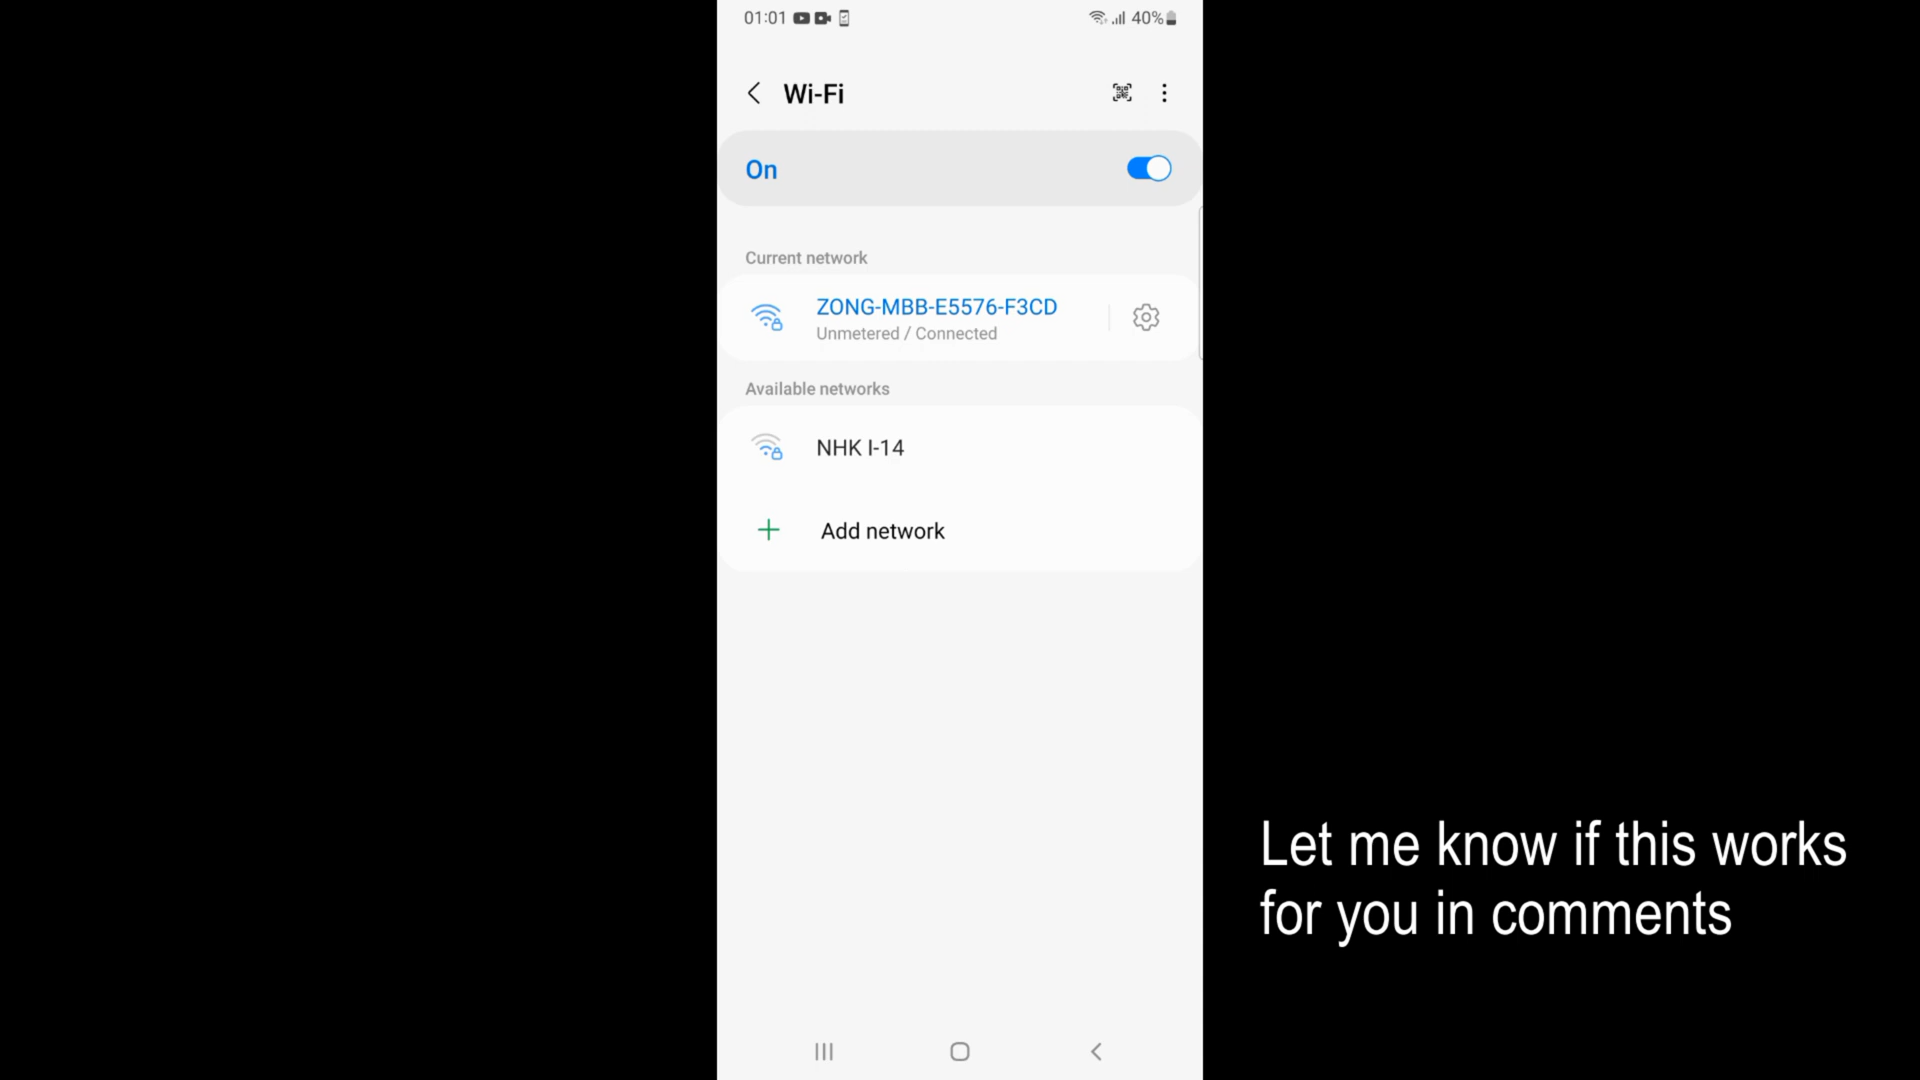 01:01 40%
Wi-Fi
On
Current network
ZONG-MBB-E5576-F3CD
Unmetered / Connected
Available networks
NHK I-14
Add network
Let me know if this works
for you in comments